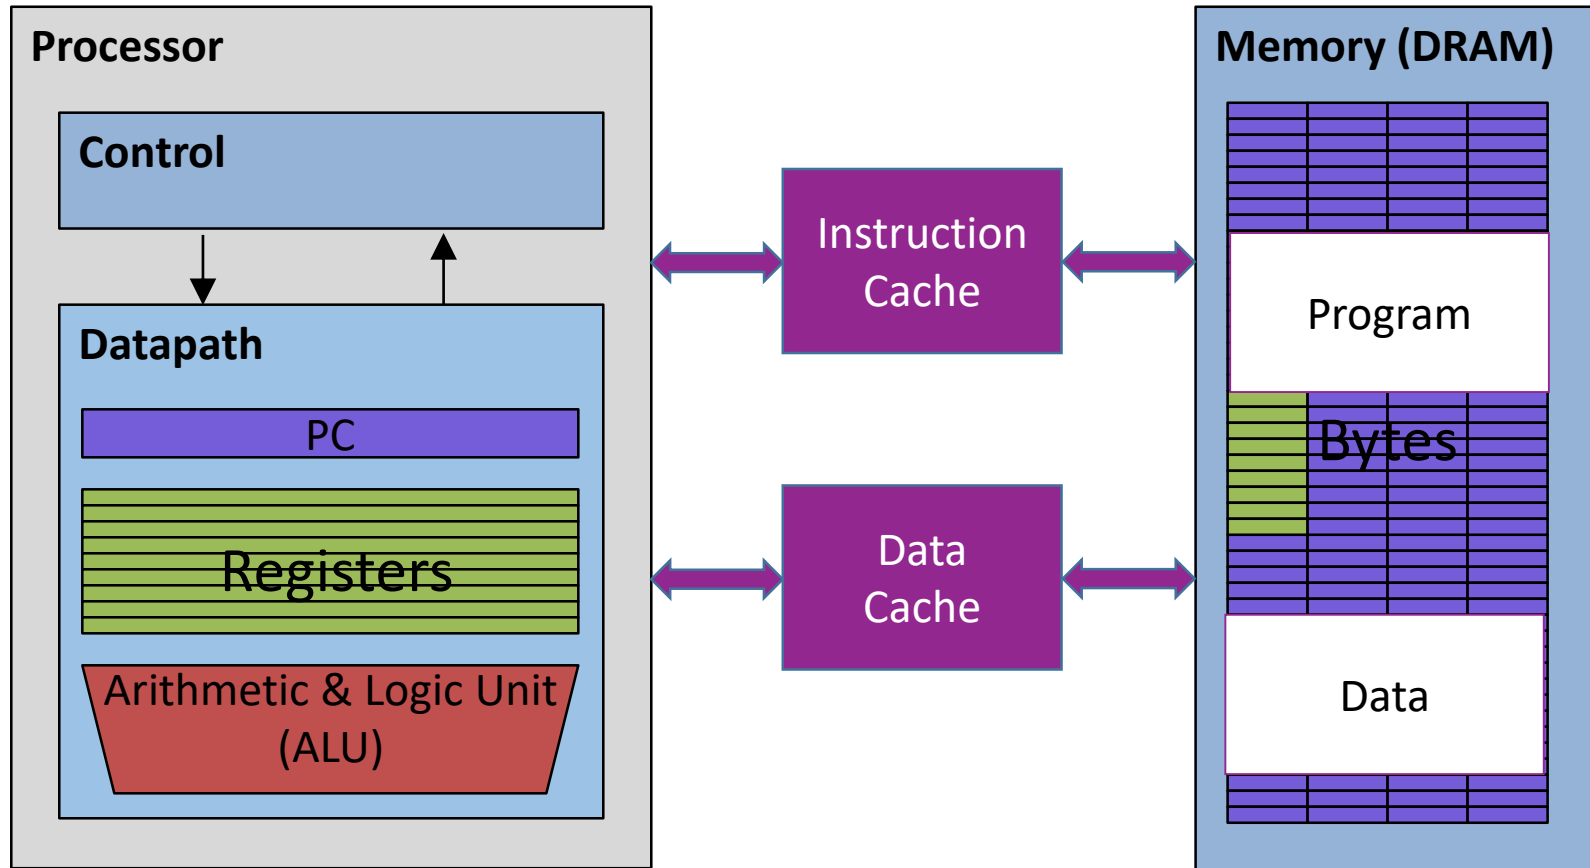 Processor
Control
Datapath
PC
Registers
Arithmetic & Logic Unit
(ALU)
Instruction
Cache
Data
Cache
Memory (DRAM)
Program
Bytes
Data